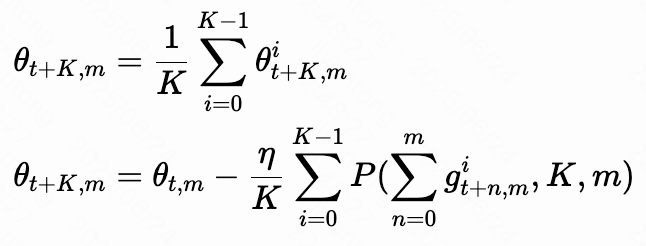 θ_{t+K,m} = \frac{1}{K} \sum_{i=0}^{K-1} θ^i_{t+K,m}
θ_{t+K,m} = θ_{t,m} - \frac{η}{K} \sum_{i=0}^{K-1} P(\sum_{n=0}^{m} g^i_{t+n,m}, K, m)